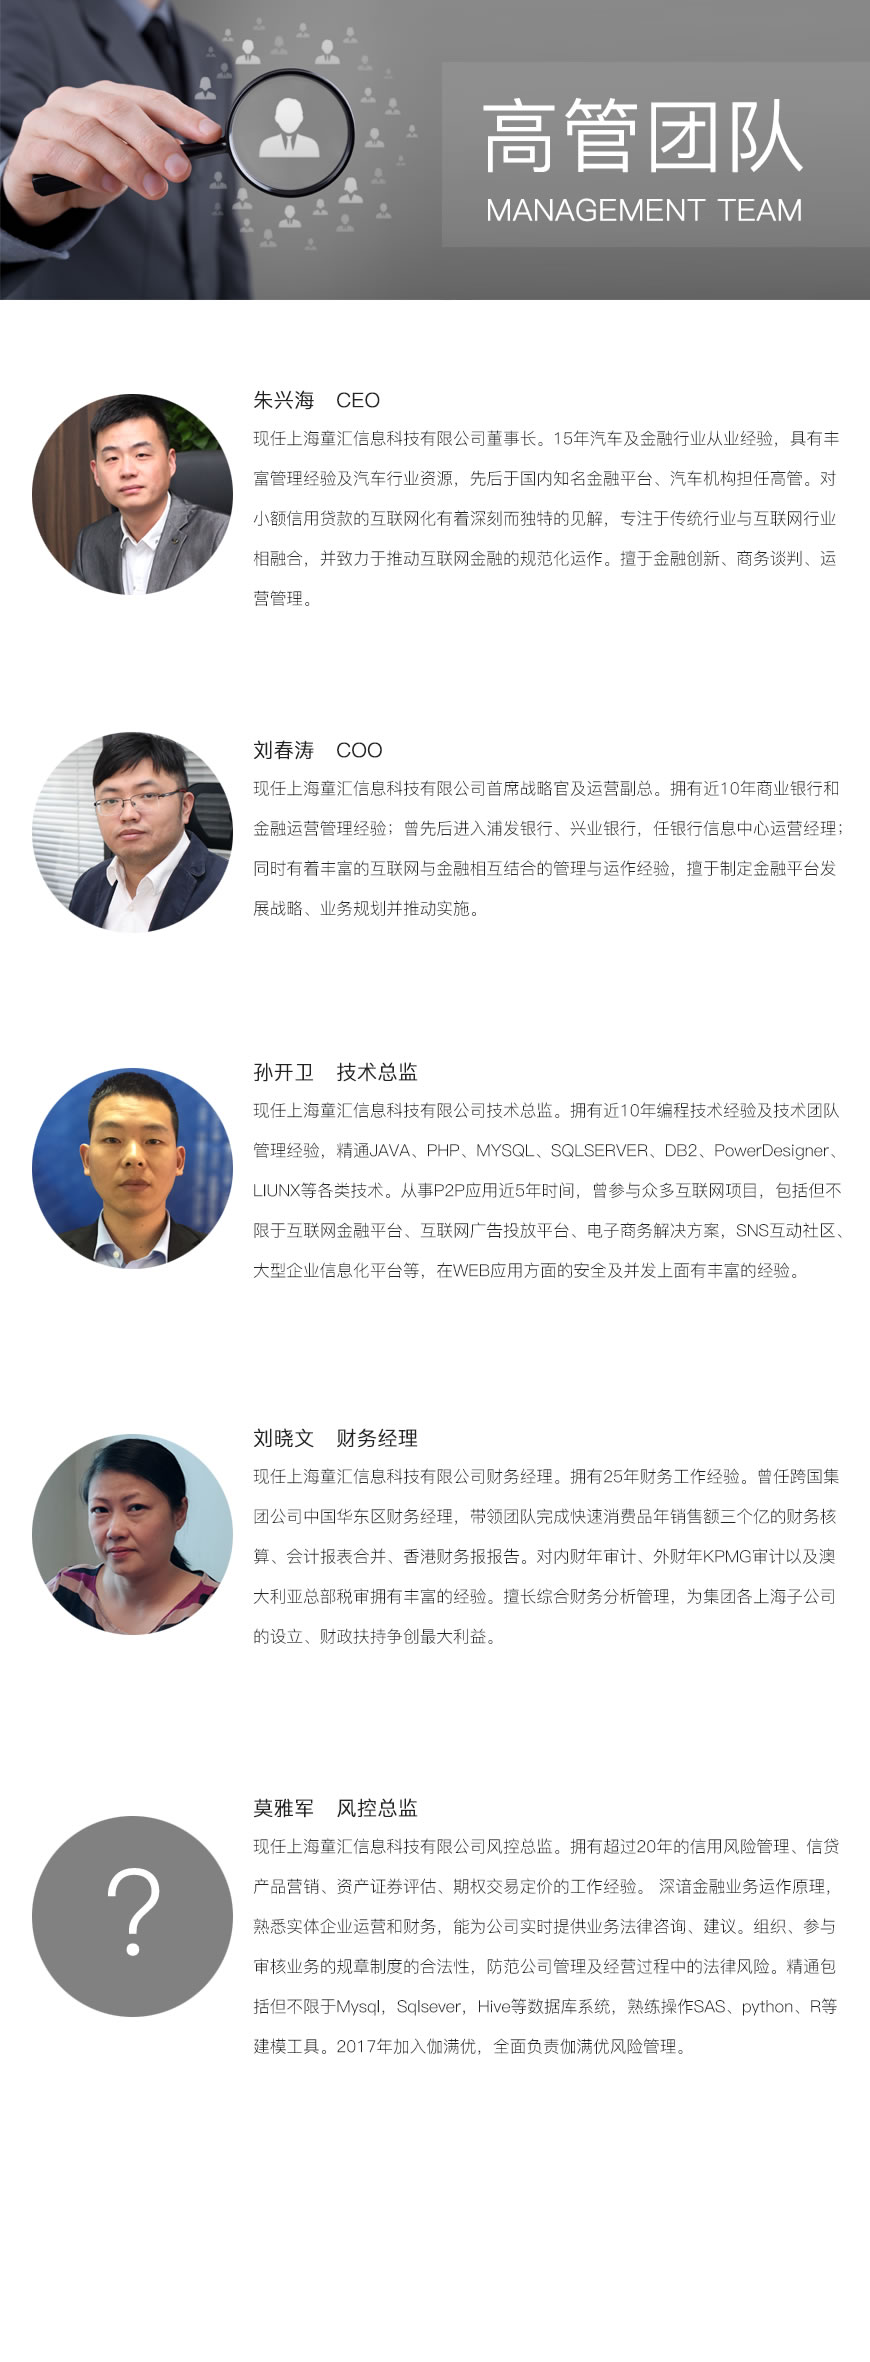 高管团队
MANAGEMENT TEAM
朱兴海 CEO
现任上海童汇信息科技有限公司董事长。15年汽车及金融行业从业经验，具有丰
富管理经验及汽车行业资源，先后于国内知名金融平台、汽车机构担任高管。对
小额信用贷款的互联网化有着深刻而独特的见解，专注于传统行业与互联网行业
相融合，并致力于推动互联网金融的规范化运作。擅于金融创新、商务谈判、运
营管理。
刘春涛 COO
现任上海童汇信息科技有限公司首席战略官及运营副总。拥有近10年商业银行和
金融运营管理经验；曾先后进入浦发银行、兴业银行，任银行信息中心运营经理；
同时有着丰富的互联网与金融相互结合的管理与运作经验，擅于制定金融平台发
展战略、业务规划并推动实施。
孙开卫 技术总监
现任上海童汇信息科技有限公司技术总监。拥有近10年编程技术经验及技术团队
管理经验，精通JAVA、PHP、MYSQL、SQLSERVER、DB2、PowerDesigner、
LIUNX等各类技术。从事P2P应用近5年时间，曾参与众多互联网项目，包括但不
限于互联网金融平台、互联网广告投放平台、电子商务解决方案，SNS互动社区、
大型企业信息化平台等，在WEB应用方面的安全及并发上面有丰富的经验。
刘晓文 财务经理
现任上海童汇信息科技有限公司财务经理。拥有25年财务工作经验。曾任跨国集
团公司中国华东区财务经理，带领团队完成快速消费品年销售额三个亿的财务核
算、会计报表合并、香港财务报报告。对内财年审计、外财年KPMG审计以及澳
大利亚总部税审拥有丰富的经验。擅长综合财务分析管理，为集团各上海子公司
的设立、财政扶持争创最大利益。
莫雅军 风控总监
?
现任上海童汇信息科技有限公司风控总监。拥有超过20年的信用风险管理、信贷
产品营销、资产证券评估、期权交易定价的工作经验。 深谙金融业务运作原理，
熟悉实体企业运营和财务，能为公司实时提供业务法律咨询、建议。组织、参与
审核业务的规章制度的合法性，防范公司管理及经营过程中的法律风险。精通包
括但不限于Mysql，Sqlsever，Hive等数据库系统，熟练操作SAS、python、R等
建模工具。2017年加入伽满优，全面负责伽满优风险管理。